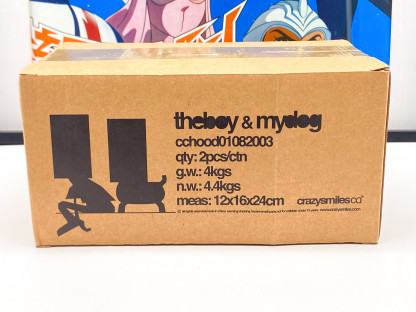 theboy & mydog
cchood01082003
qty: 2pcs/ctn
g.w.: 4kgs
n.w.: 4.4kgs
meas: 12x16x24cm crazysmilesco